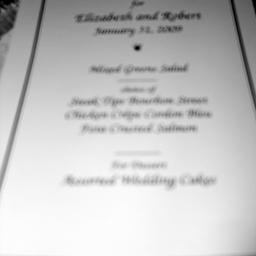 for
Elizabeth and Robert
January 31, 2009
Mixed Greens Salad
choice of
Steak Tips Bourbon Street
Chicken Crêpe Cordon Bleu
Crusted Salmon
For Dessert
Assorted Wedding Cakes